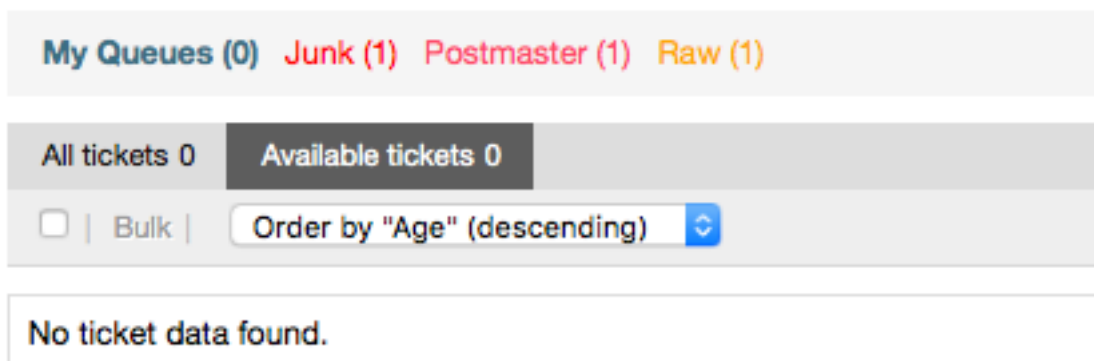 My Queues (0) Junk (1) Postmaster (1) Raw (1)
All tickets 0 Available tickets 0
| Bulk | Order by "Age" (descending)
No ticket data found.